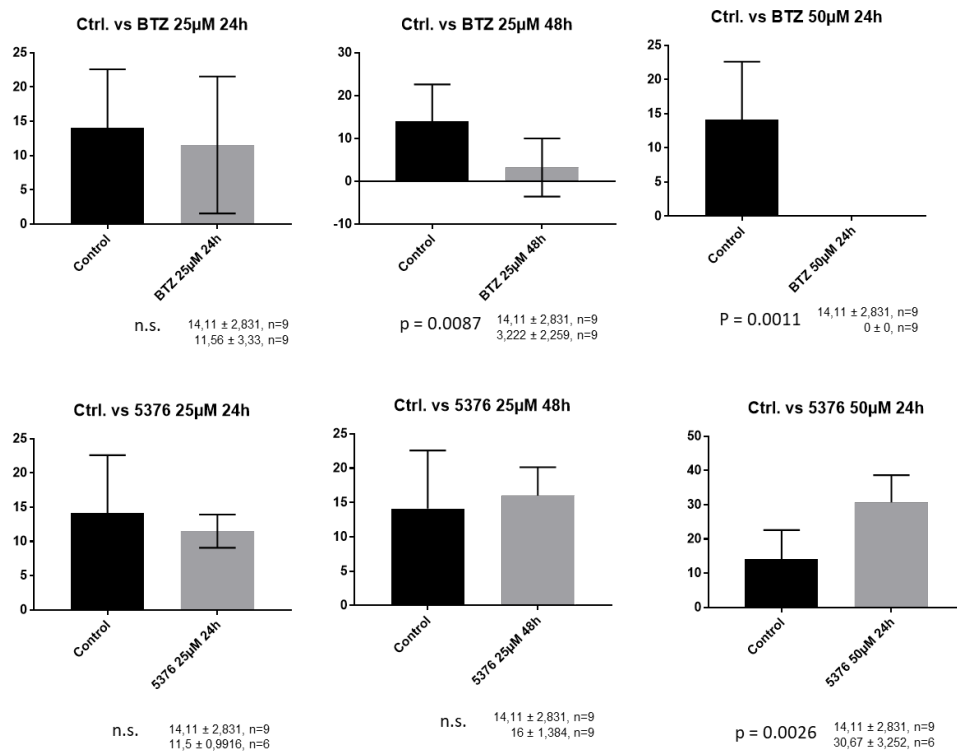 Ctrl. vs BTZ 25µM 24h
25
20
15
10
5
0
Control
BTZ 25µM 24h
n.s.
14,11 ± 2,831, n=9
11,56 ± 3,33, n=9
Ctrl. vs BTZ 25µM 48h
30
20
10
0
-10
Control
BTZ 25µM 48h
p = 0.0087
14,11 ± 2,831, n=9
3,222 ± 2,259, n=9
Ctrl. vs BTZ 50µM 24h
25
20
15
10
5
0
Control
BTZ 50µM 24h
P = 0.0011
14,11 ± 2,831, n=9
0 ± 0, n=9
Ctrl. vs 5376 25µM 24h
25
20
15
10
5
0
Control
5376 25µM 24h
n.s.
14,11 ± 2,831, n=9
11,5 ± 0,9916, n=6
Ctrl. vs 5376 25µM 48h
25
20
15
10
5
0
Control
5376 25µM 48h
n.s.
14,11 ± 2,831, n=9
16 ± 1,384, n=9
Ctrl. vs 5376 50µM 24h
50
40
30
20
10
0
Control
5376 50µM 24h
p = 0.0026
14,11 ± 2,831, n=9
30,67 ± 3,252, n=6